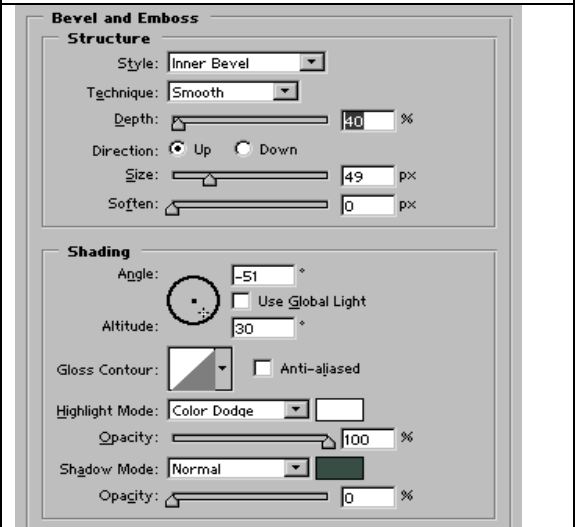 Bevel and Emboss
Structure
Style: Inner Bevel
Technique: Smooth
Depth: 40 %
Direction: Up Down
Size: 49 px
Soften: 0 px
Shading
Angle: -51 °
Use Global Light
Altitude: 30 °
Gloss Contour: Anti-aliased
Highlight Mode: Color Dodge
Opacity: 100 %
Shadow Mode: Normal
Opacity: 0 %